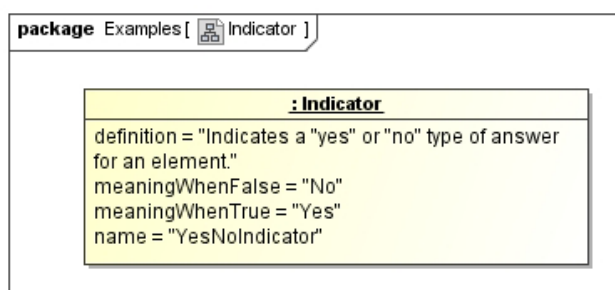 package Examples [ Indicator ]
: Indicator
definition = "Indicates a "yes" or "no" type of answer
for an element."
meaningWhenFalse = "No"
meaningWhenTrue = "Yes"
name = "YesNoIndicator"